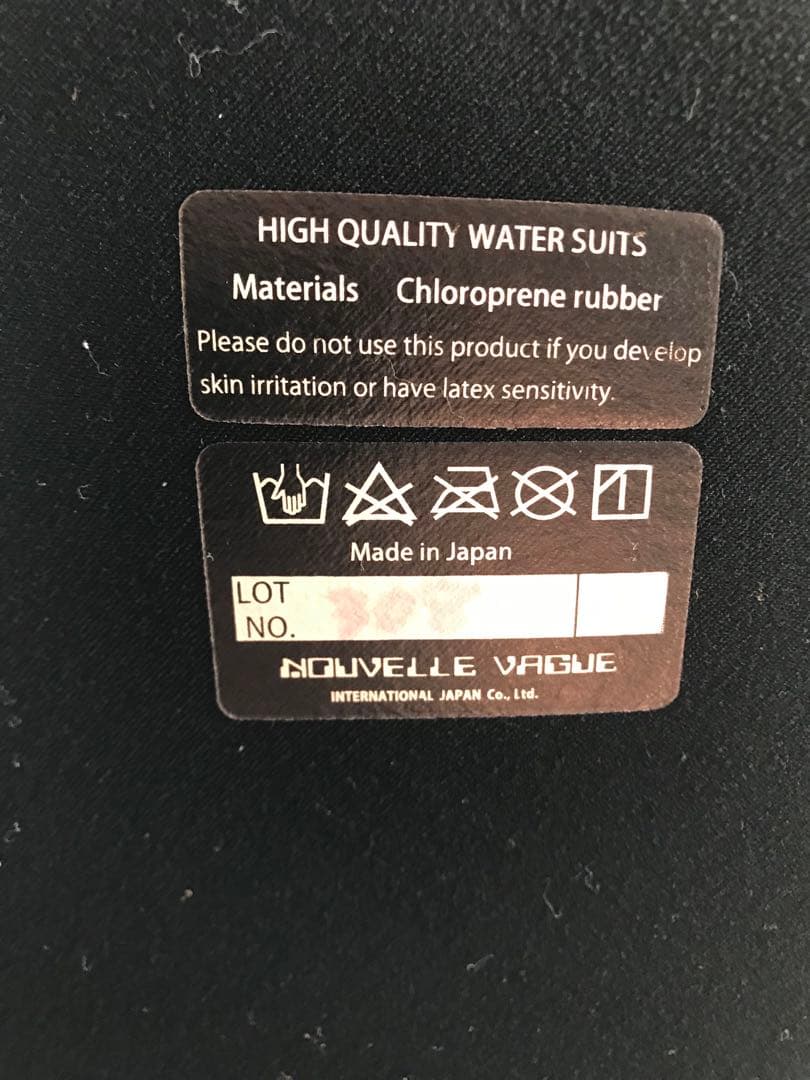 HIGH QUALITY WATER SUITS
Materials Chloroprene rubber
Please do not use this product if you develop
skin irritation or have latex sensitivity.
Made in Japan
LOT
NO.
NOUVELLE VAGUE
INTERNATIONAL JAPAN Co., Ltd.